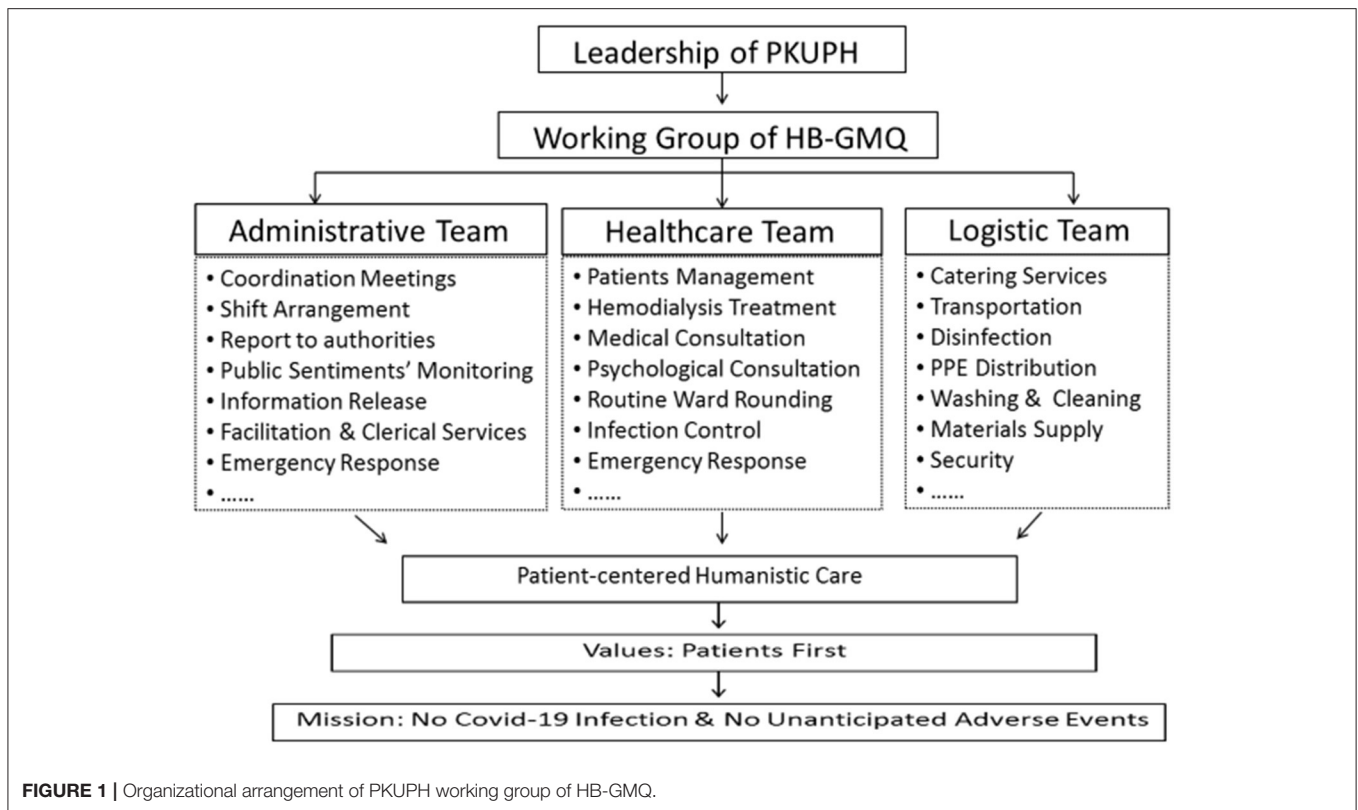 Leadership of PKUPH
Working Group of HB-GMQ
Administrative Team
• Coordination Meetings
• Shift Arrangement
• Report to authorities
• Public Sentiments’ Monitoring
• Information Release
• Facilitation & Clerical Services
• Emergency Response
• ......
Healthcare Team
• Patients Management
• Hemodialysis Treatment
• Medical Consultation
• Psychological Consultation
• Routine Ward Rounding
• Infection Control
• Emergency Response
• ......
Logistic Team
• Catering Services
• Transportation
• Disinfection
• PPE Distribution
• Washing & Cleaning
• Materials Supply
• Security
• ......
Patient-centered Humanistic Care
Values: Patients First
Mission: No Covid-19 Infection & No Unanticipated Adverse Events
FIGURE 1 | Organizational arrangement of PKUPH working group of HB-GMQ.